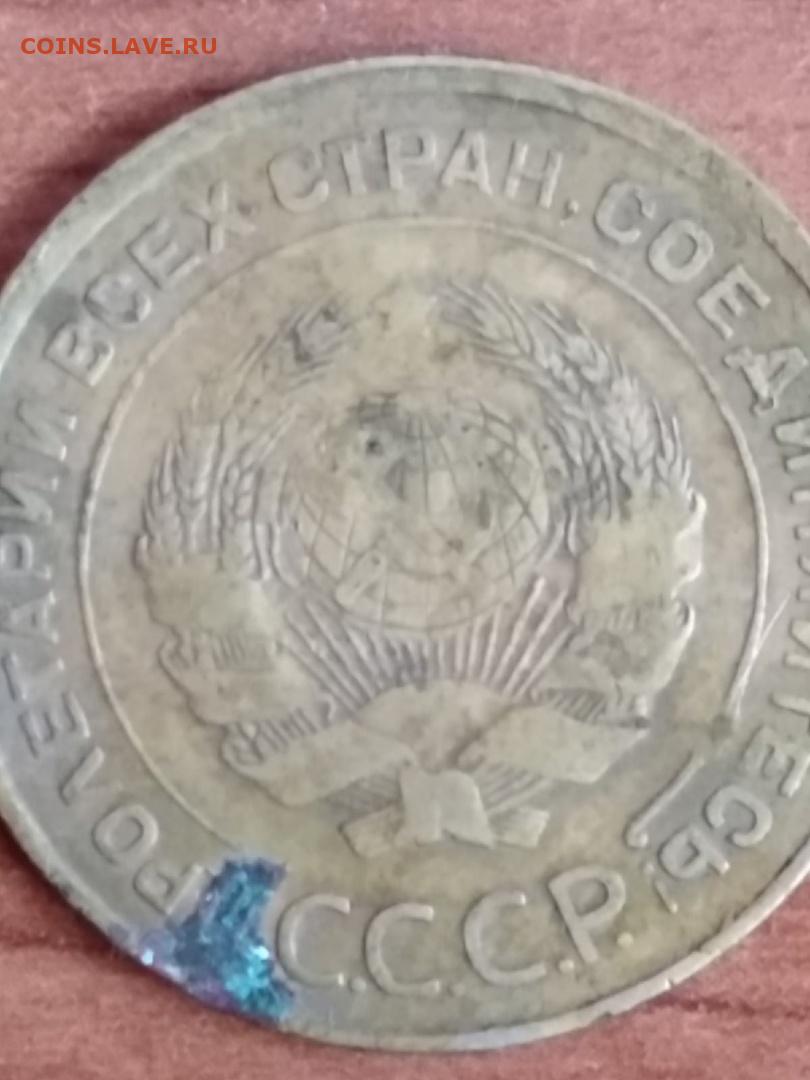 COINS.LAVE.RU
ПРОЛЕТАРИИ ВСЕХ СТРАН, СОЕДИНЯЙТЕСЬ!
С.С.С.Р.